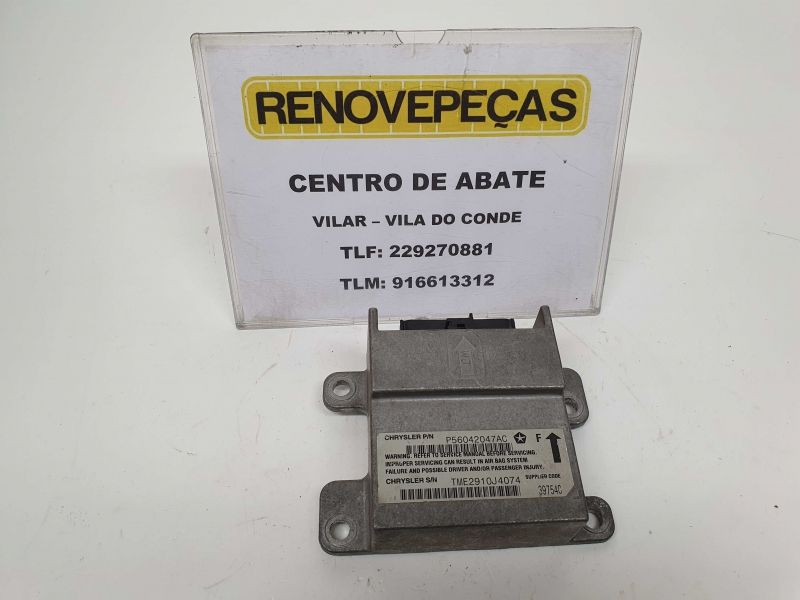 RENOVEPEÇAS
CENTRO DE ABATE
VILAR – VILA DO CONDE
TLF: 229270881
TLM: 916613312
CHRYSLER P/N P56042047AC F
WARNING. REFER TO SERVICE MANUAL BEFORE SERVICING.
IMPROPER SERVICING CAN RESULT IN AIR BAG SYSTEM
FAILURE AND POSSIBLE DRIVER AND/OR PASSENGER INJURY.
CHRYSLER S/N TME2910J4074 SUPPLIER CODE
39754C